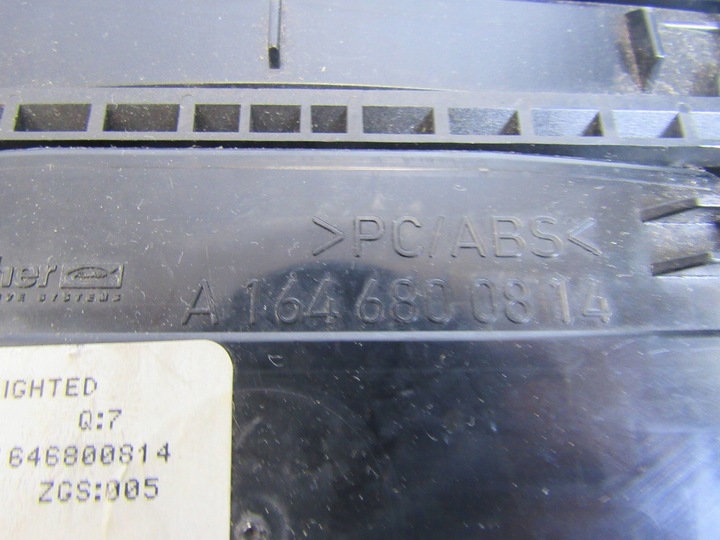 >PC/ABS<
A 164 680 08 14
IGHTED
Q:7
646800814
ZGS:005